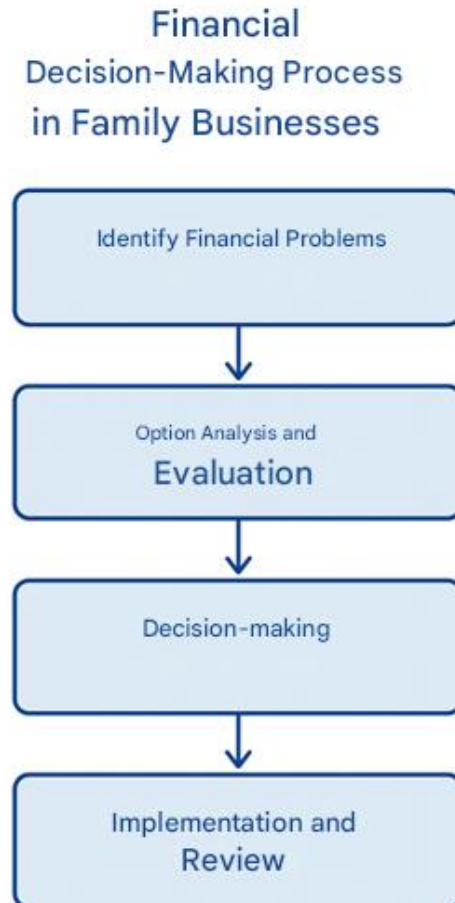 Financial
Decision-Making Process
in Family Businesses
Identify Financial Problems
Option Analysis and
Evaluation
Decision-making
Implementation and
Review